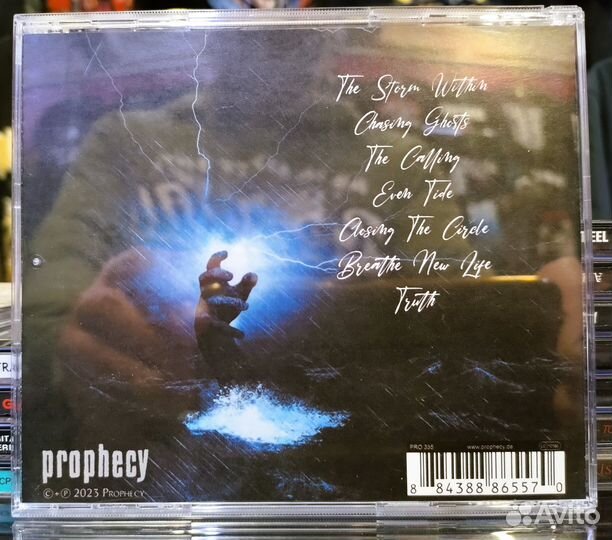 The Storm Within
Chasing Ghosts
The Calling
Even Tide
Closing The Circle
Breathe New Life
Truth
prophecy
©+℗ 2023 Prophecy
PRO 335
www.prophecy.de
8 84388 86557 0
EEL
Avito